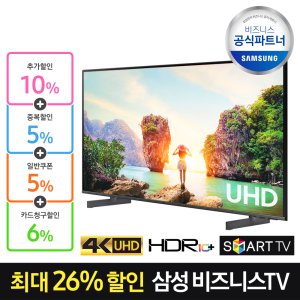 추가할인
10%
+
중복할인
5%
+
일반쿠폰
5%
+
카드청구할인
6%
비즈니스
공식파트너
SAMSUNG
UHD
4K UHD
HDR10+
SMART TV
최대 26% 할인 삼성 비즈니스TV